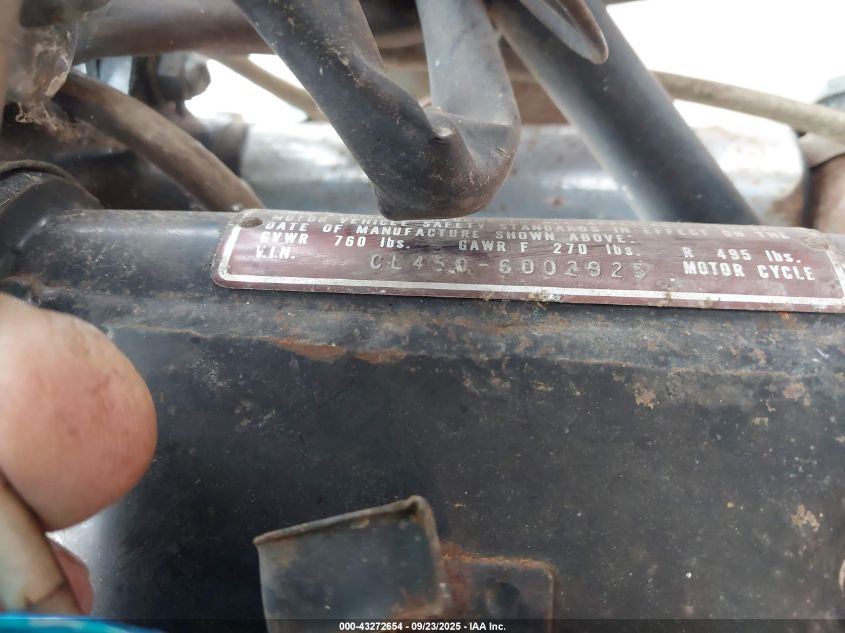 MOTOR VEHICLE SAFETY STANDARDS IN EFFECT ON THE
DATE OF MANUFACTURE SHOWN ABOVE.
GVWR 760 lbs. GAWR F 270 lbs. R 495 lbs.
V.I.N. CL450-6002925 MOTOR CYCLE
000-43272654 - 09/23/2025 - IAA Inc.